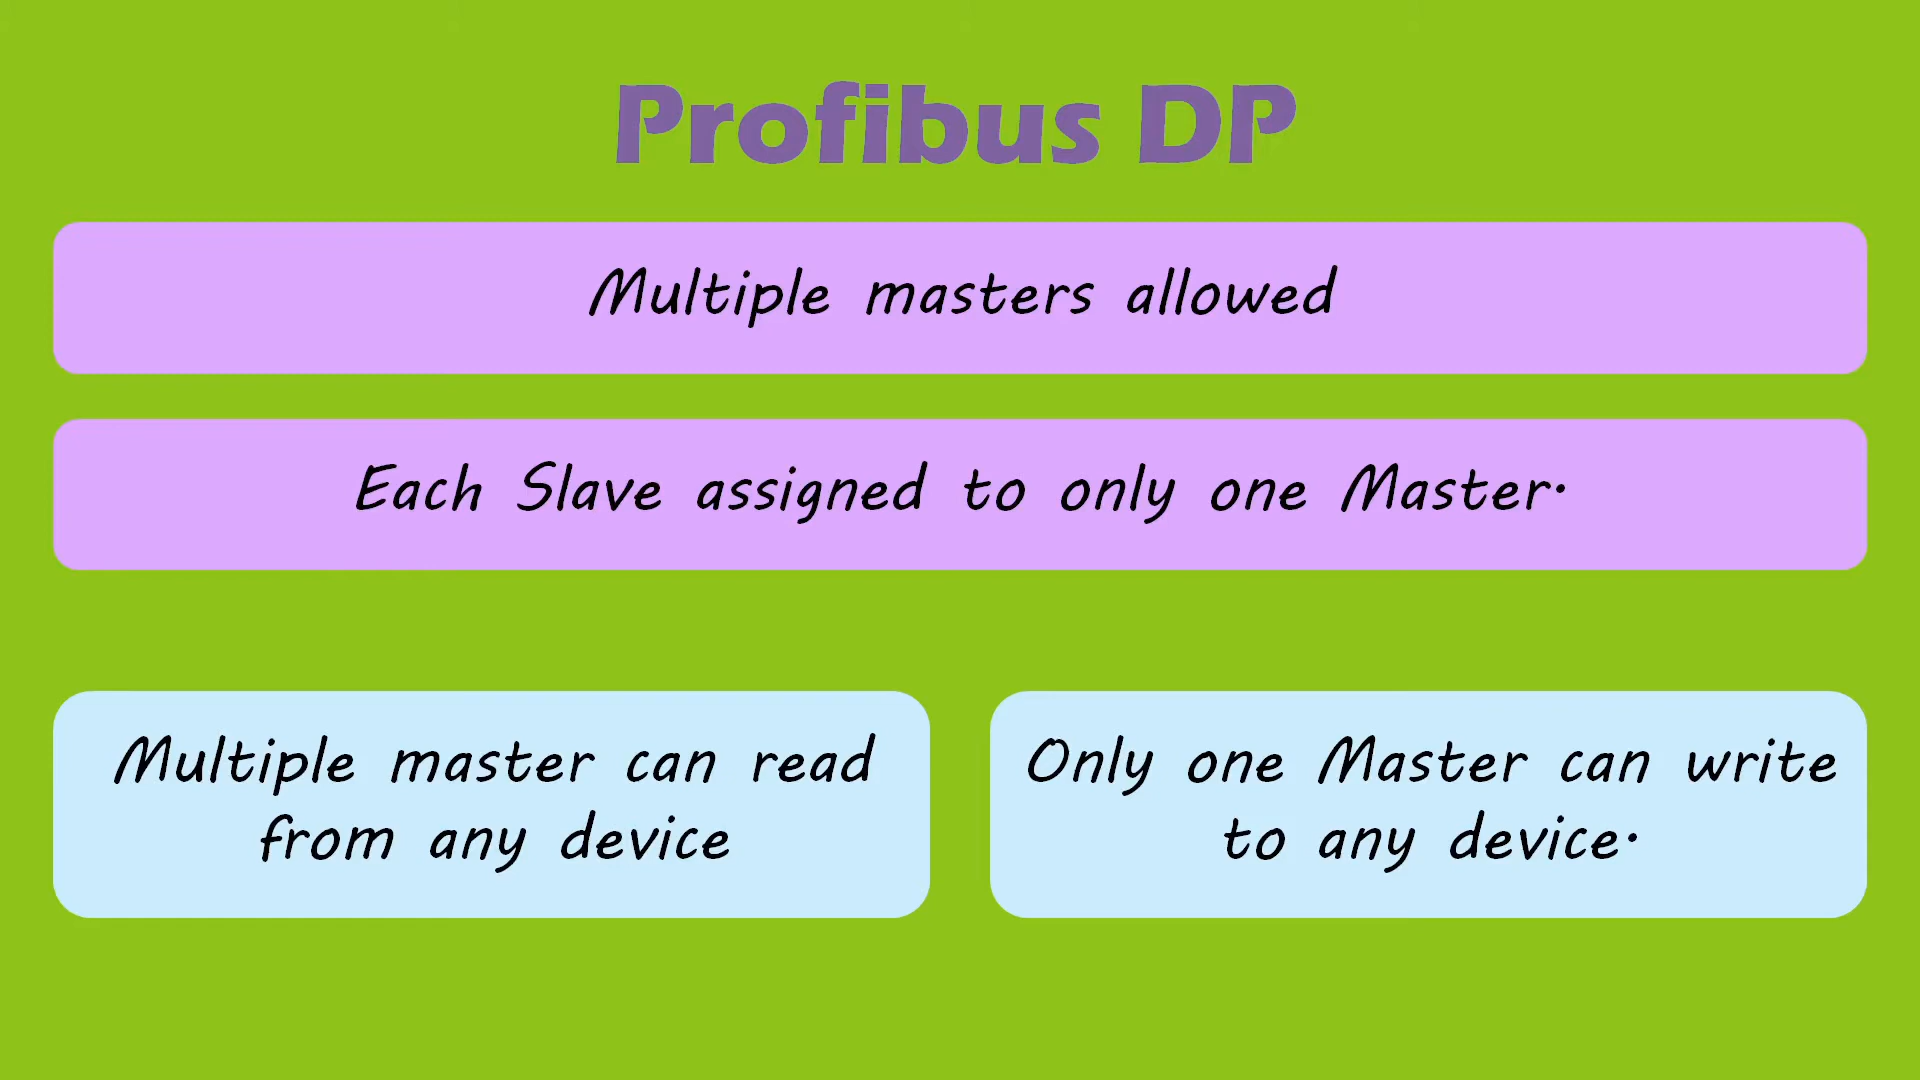 Profibus DP
Multiple masters allowed
Each Slave assigned to only one Master.
Multiple master can read
from any device
Only one Master can write
to any device.